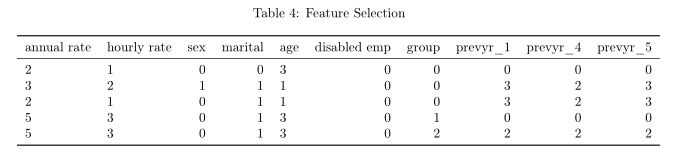 Table 4: Feature Selection
annual rate hourly rate sex marital age disabled emp group prevyr_1 prevyr_4 prevyr_5
2 1 0 0 3 0 0 0 0 0
3 2 1 1 1 0 0 3 2 3
2 1 0 1 1 0 0 3 2 3
5 3 0 1 3 0 1 0 0 0
5 3 0 1 3 0 2 2 2 2